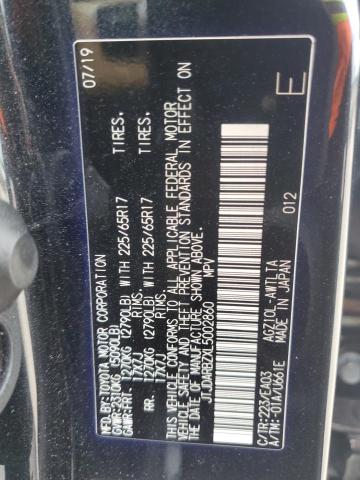 MFD.BY:TOYOTA MOTOR CORPORATION 07/19
GVWR:2310KG (5090LB)
GAWR:FRT. 1270KG (2790LB) WITH 225/65R17 TIRES.
17X7J RIMS.
RR. 1270KG (2790LB) WITH 225/65R17 TIRES.
17X7J RIMS.
THIS VEHICLE CONFORMS TO ALL APPLICABLE FEDERAL MOTOR
VEHICLE SAFETY AND THEFT PREVENTION STANDARDS IN EFFECT ON
THE DATE OF MANUFACTURE SHOWN ABOVE.
JTJDARBZXL5002860 MPV
C/TR:223/EA03 AGZ10L-AWTLTA
A/TM:-01A/U661E MADE IN JAPAN 012
E